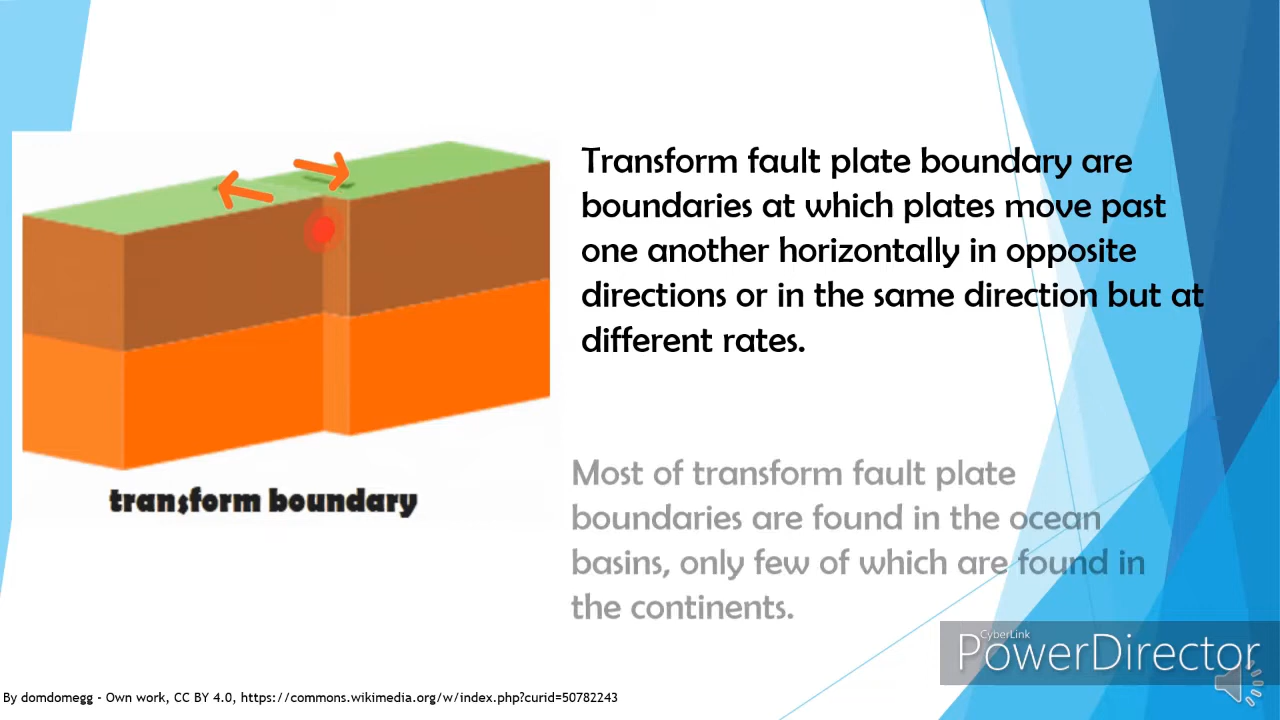 Transform fault plate boundary are
boundaries at which plates move past
one another horizontally in opposite
directions or in the same direction but at
different rates.
transform boundary
Most of transform fault plate
boundaries are found in the ocean
basins, only few of which are found in
the continents.
CyberLink
PowerDirector
By domdomegg - Own work, CC BY 4.0, https://commons.wikimedia.org/w/index.php?curid=50782243